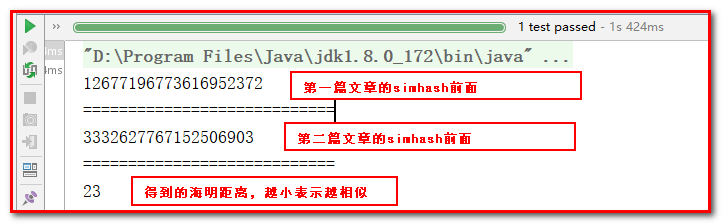 1 test passed - 1s 424ms
"D:\Program Files\Java\jdk1.8.0_172\bin\java" ...
12677196773616952372 第一篇文章的simhash前面
===========================
3332627767152506903 第二篇文章的simhash前面
===========================
23 得到的海明距离，越小表示越相似